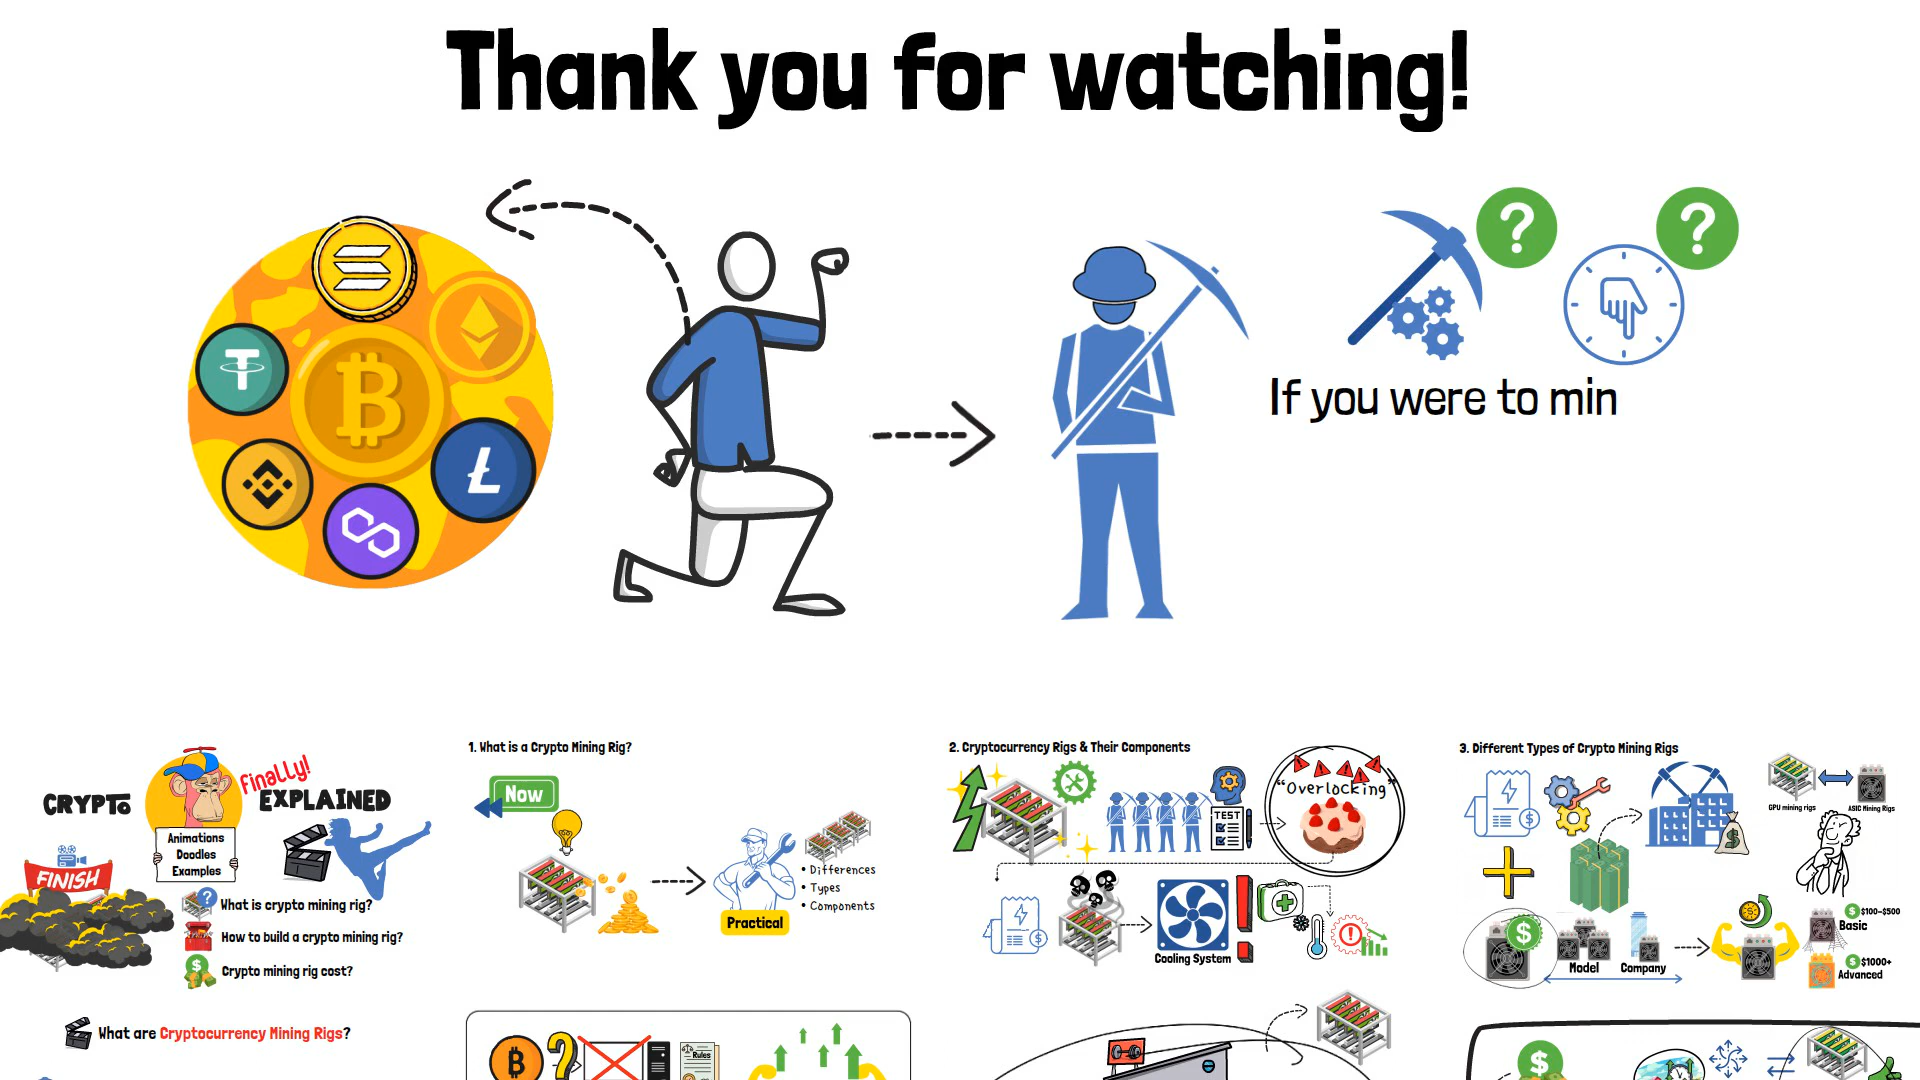 Thank you for watching!
If you were to min
CRYPTO
finally!
EXPLAINED
Animations
Doodles
Examples
FINISH
What is crypto mining rig?
How to build a crypto mining rig?
Crypto mining rig cost?
What are Cryptocurrency Mining Rigs?
1. What is a Crypto Mining Rig?
Now
Practical
• Differences
• Types
• Components
Rules
2. Cryptocurrency Rigs & Their Components
TEST
"Overlocking"
Cooling System
3. Different Types of Crypto Mining Rigs
GPU mining rigs
ASIC Mining Rigs
Model
Company
$100-$500
Basic
$1000+
Advanced